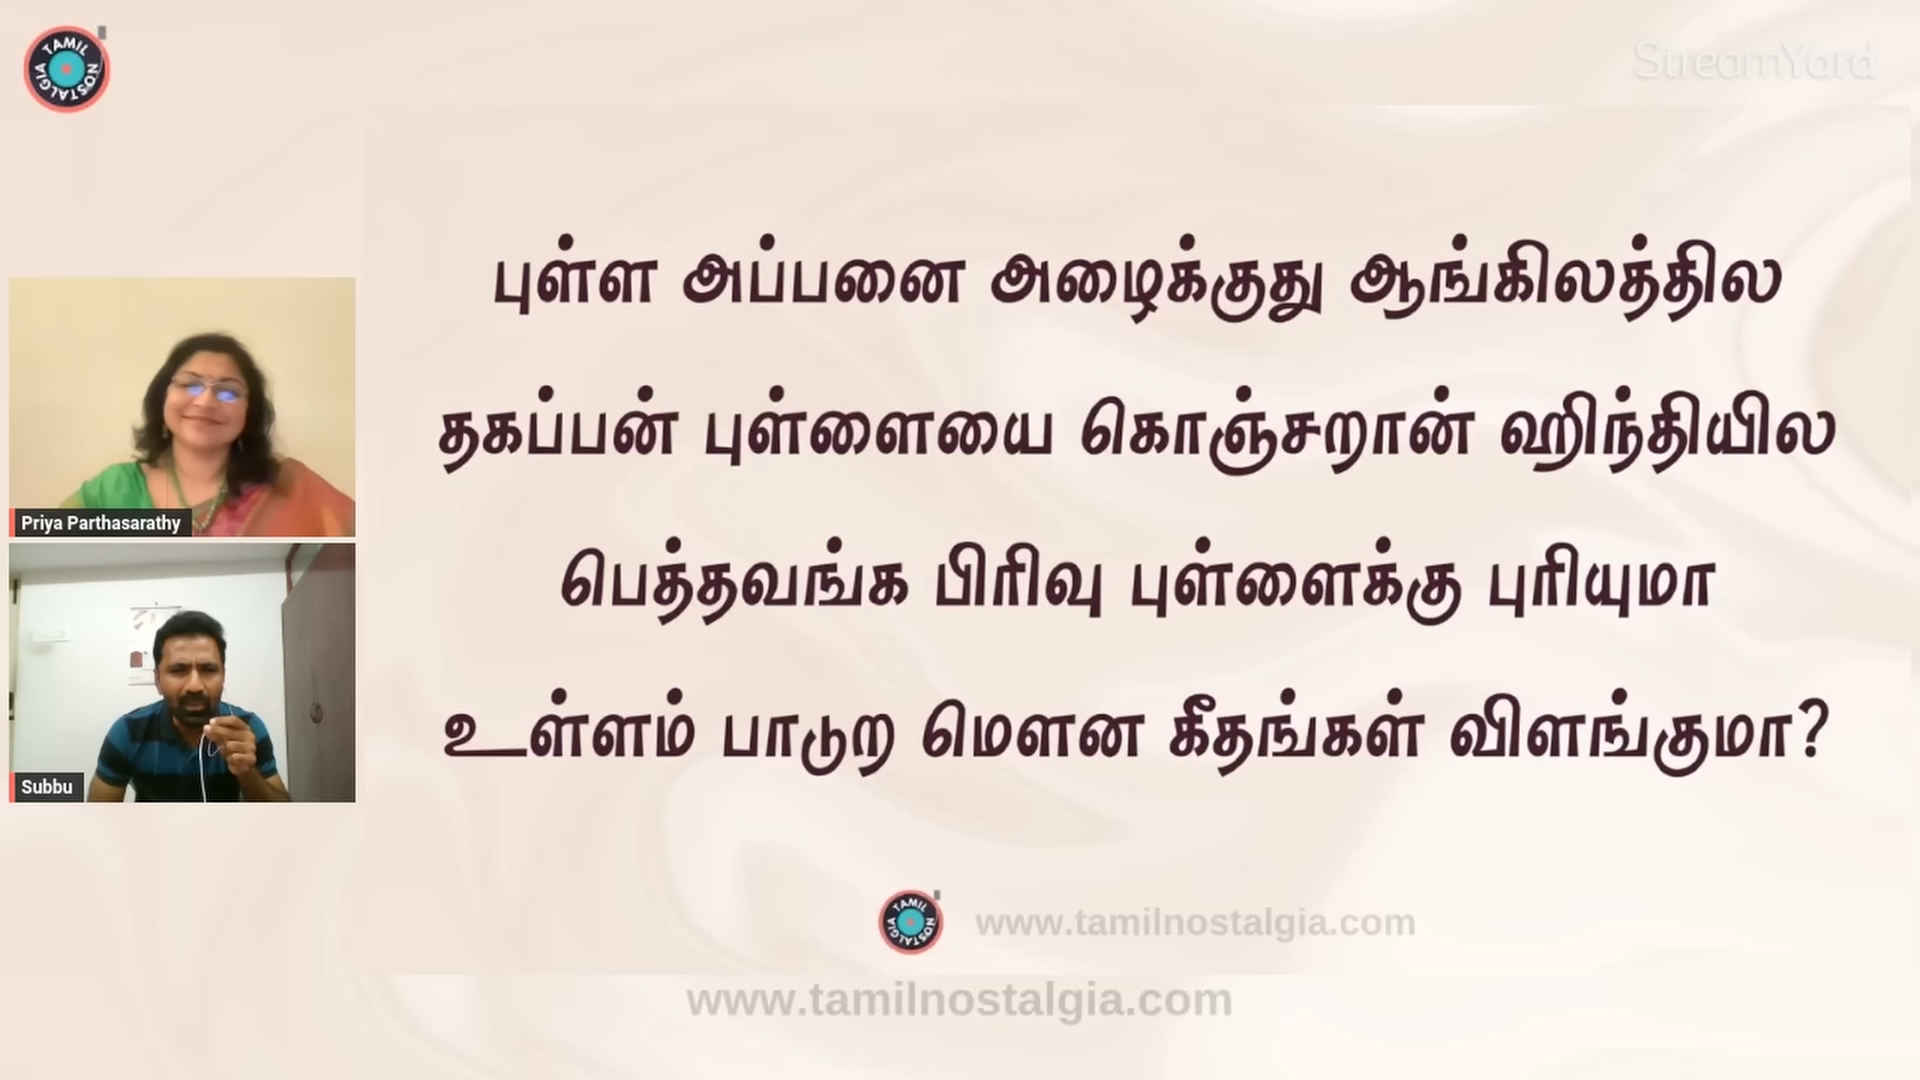 TAMIL NOSTALGIA
StreamYard
புள்ள அப்பனை அழைக்குது ஆங்கிலத்தில
தகப்பன் புள்ளையை கொஞ்சறான் ஹிந்தியில
பெத்தவங்க பிரிவு புள்ளைக்கு புரியுமா
உள்ளம் பாடுற மௌன கீதங்கள் விளங்குமா?
Priya Parthasarathy
Subbu
TAMIL NOSTALGIA
www.tamilnostalgia.com
www.tamilnostalgia.com